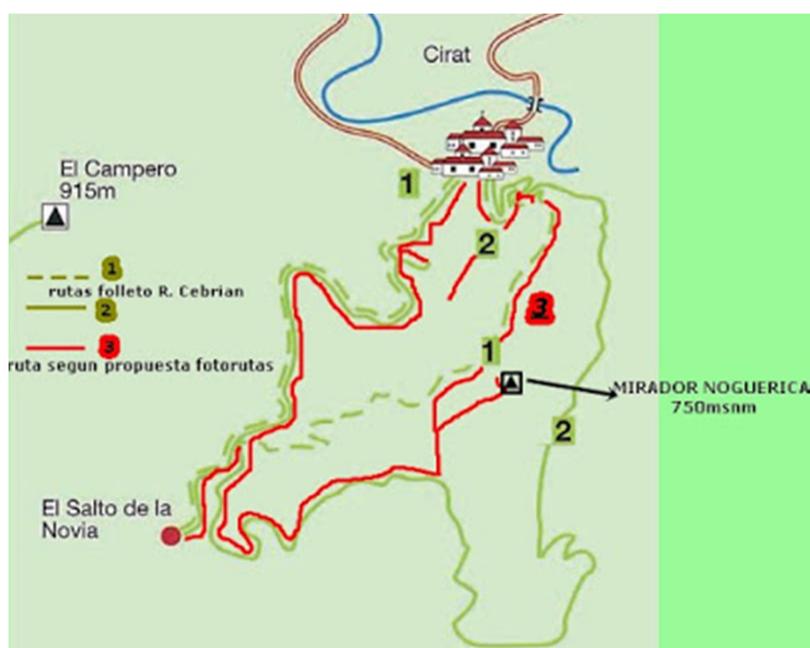 Cirat
El Campero
915m
1
1
rutas folleto R. Cebrian
2
2
3
ruta segun propuesta fotorutas
3
1
MIRADOR NOGUERICA
750msnm
2
El Salto de la
Novia